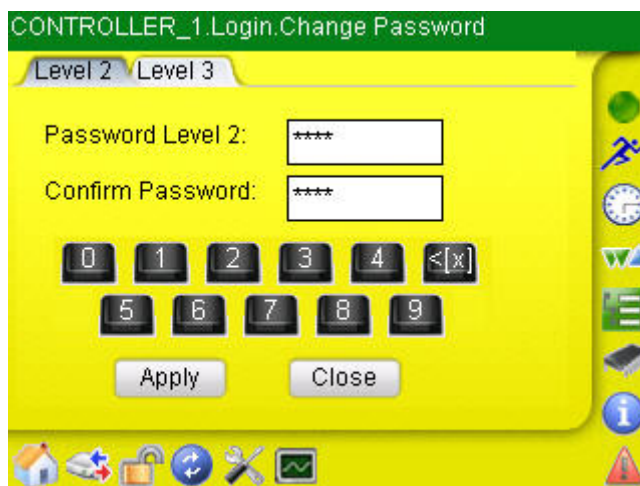 CONTROLLER_1.Login.Change Password
Level 2 Level 3
Password Level 2: ****
Confirm Password: ****
0 1 2 3 4 <[x]
5 6 7 8 9
Apply Close